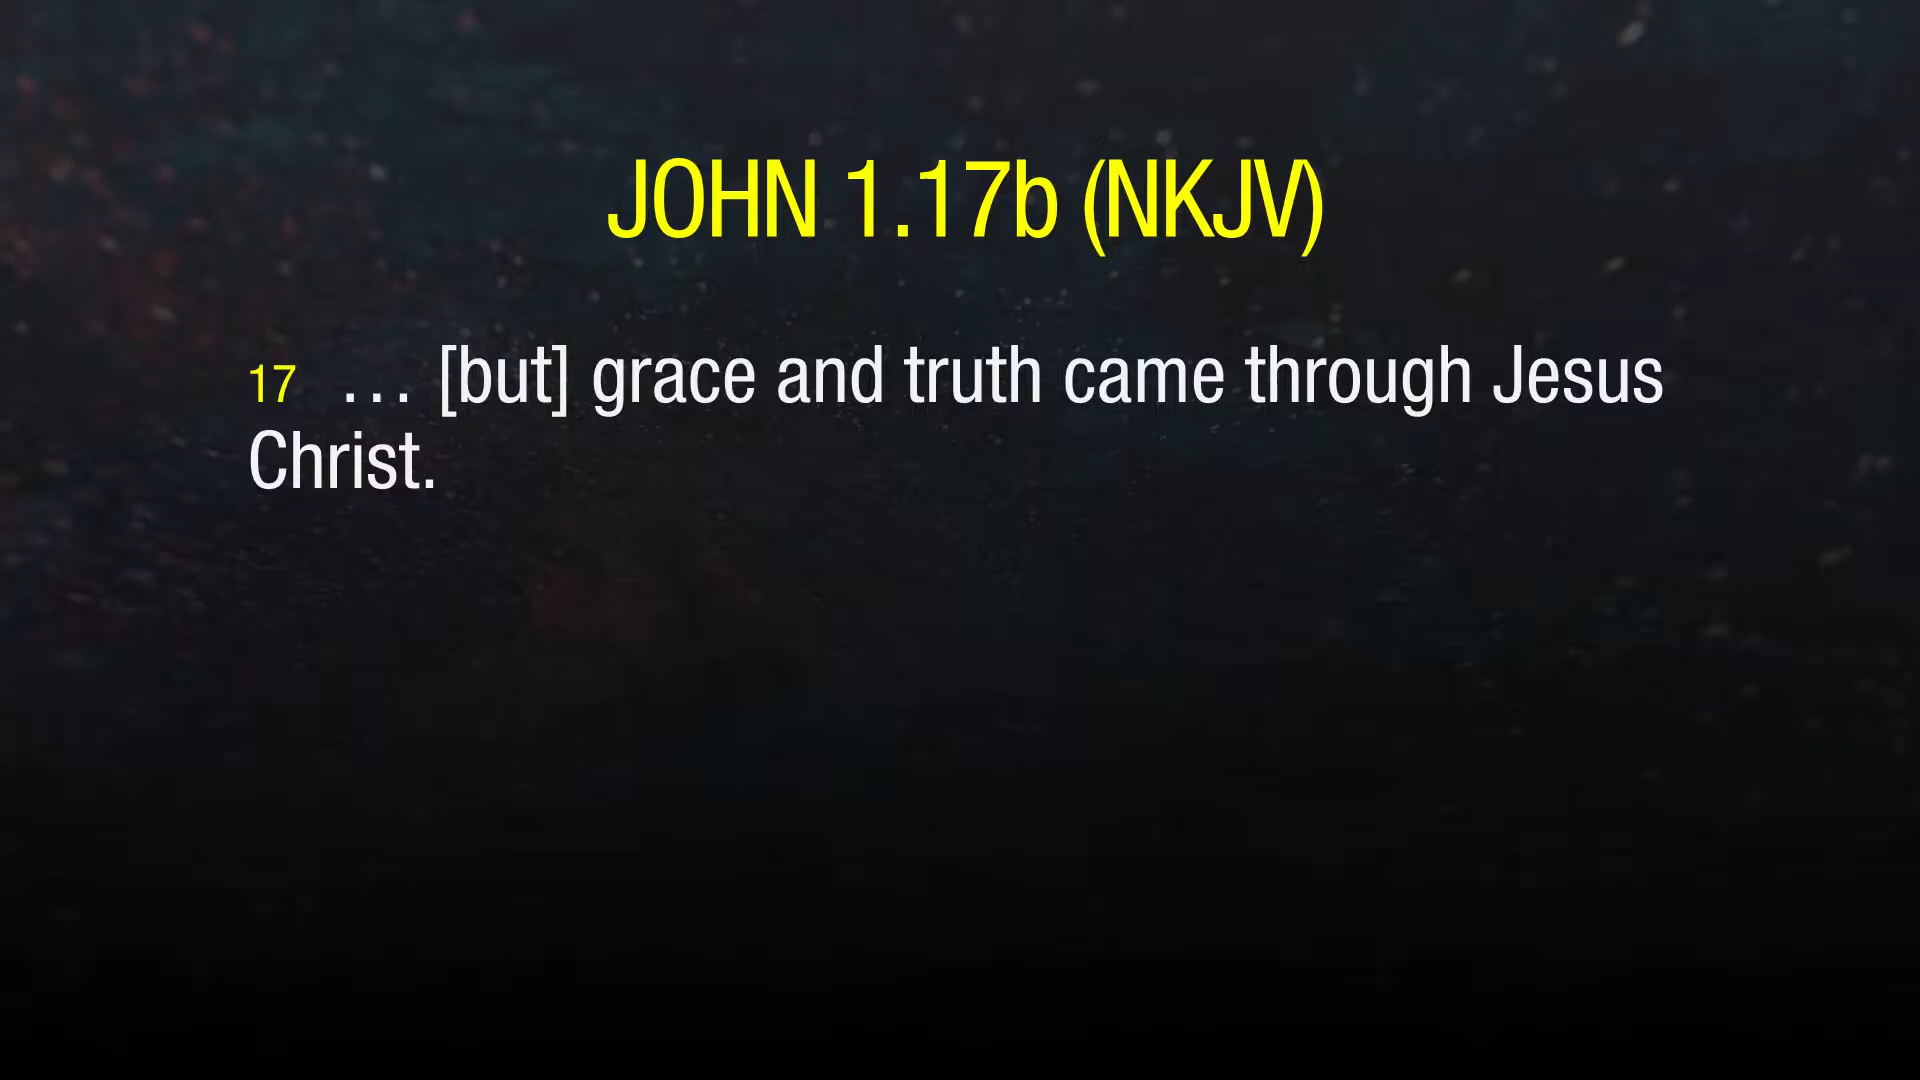 JOHN 1.17b (NKJV)
17 … [but] grace and truth came through Jesus
Christ.